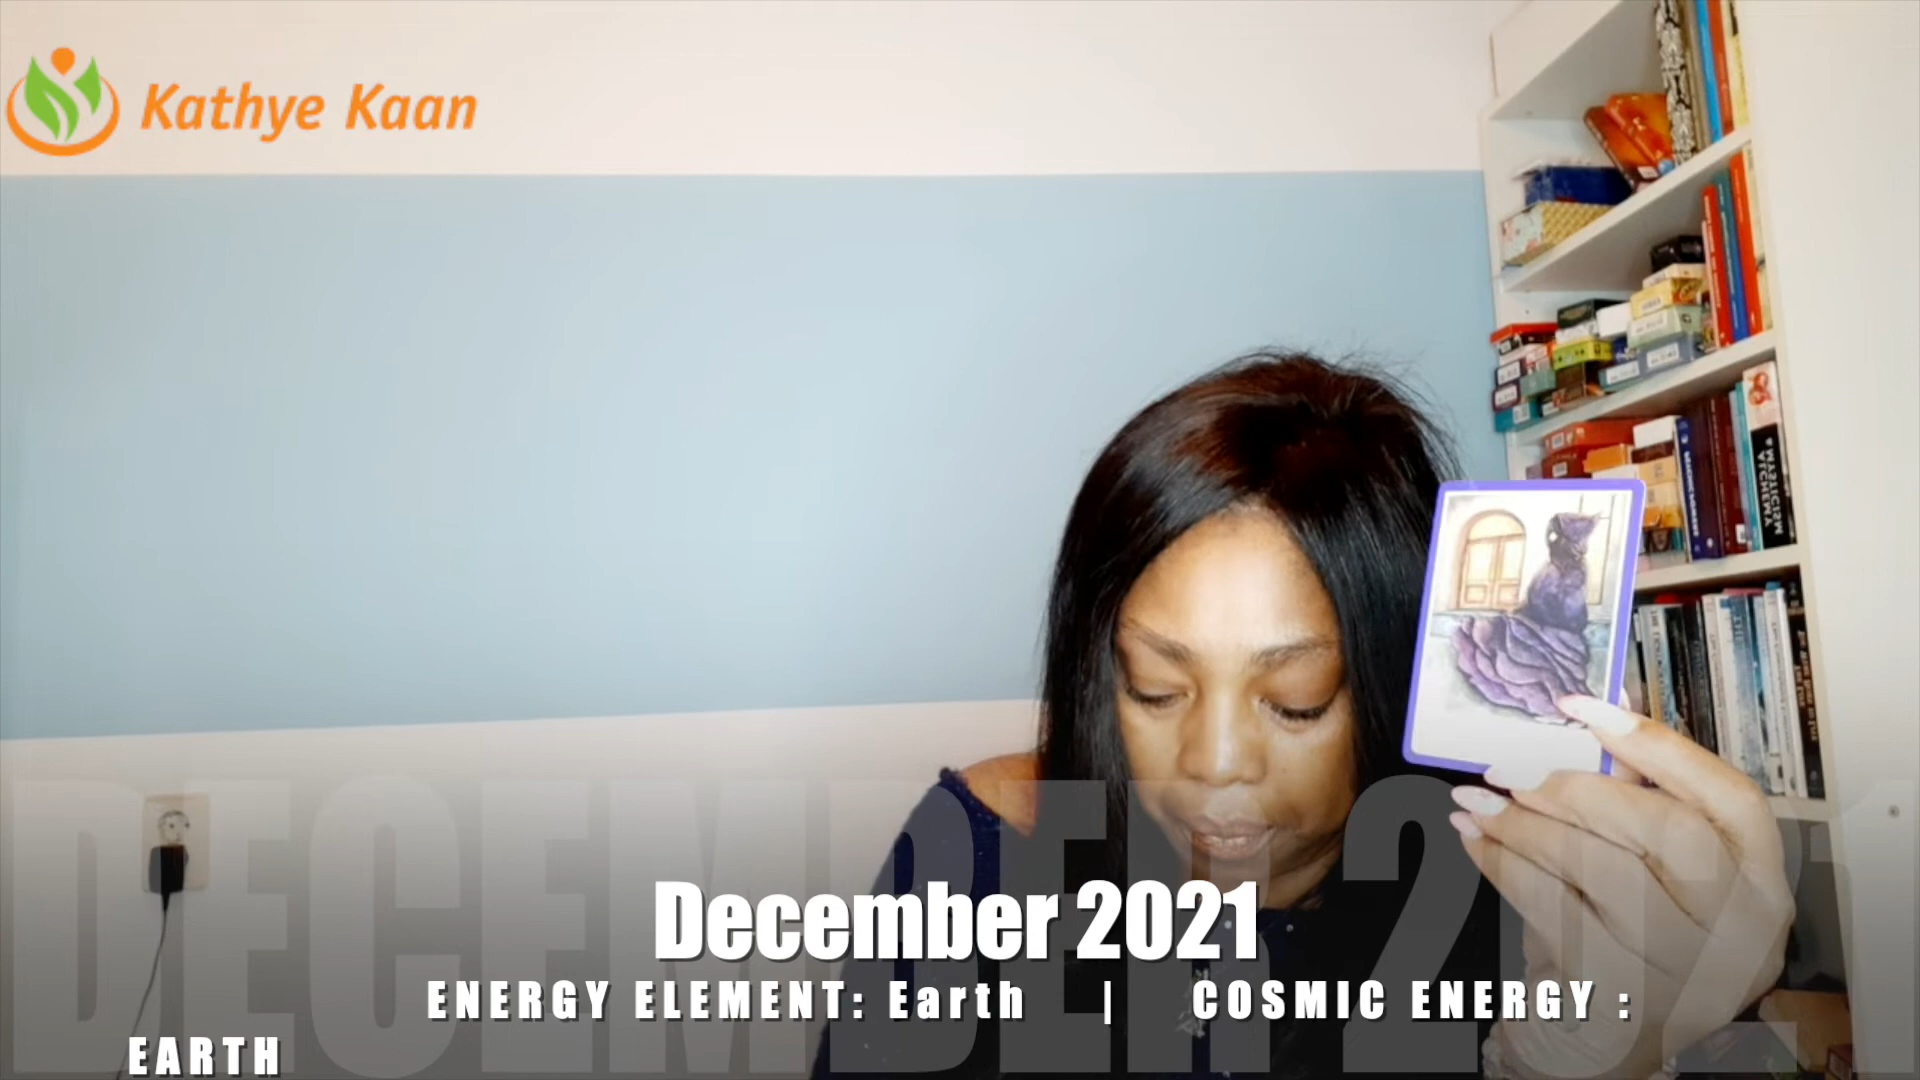 Kathye Kaan
DECEMBER 2021
December 2021
ENERGY ELEMENT: Earth | COSMIC ENERGY :
EARTH